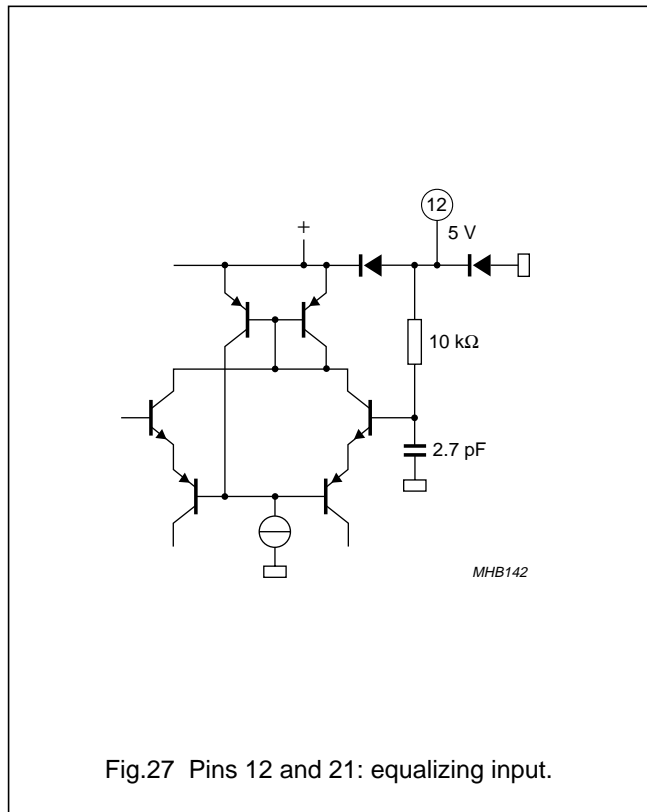 12
5 V
+
10 kΩ
2.7 pF
MHB142
Fig.27 Pins 12 and 21: equalizing input.